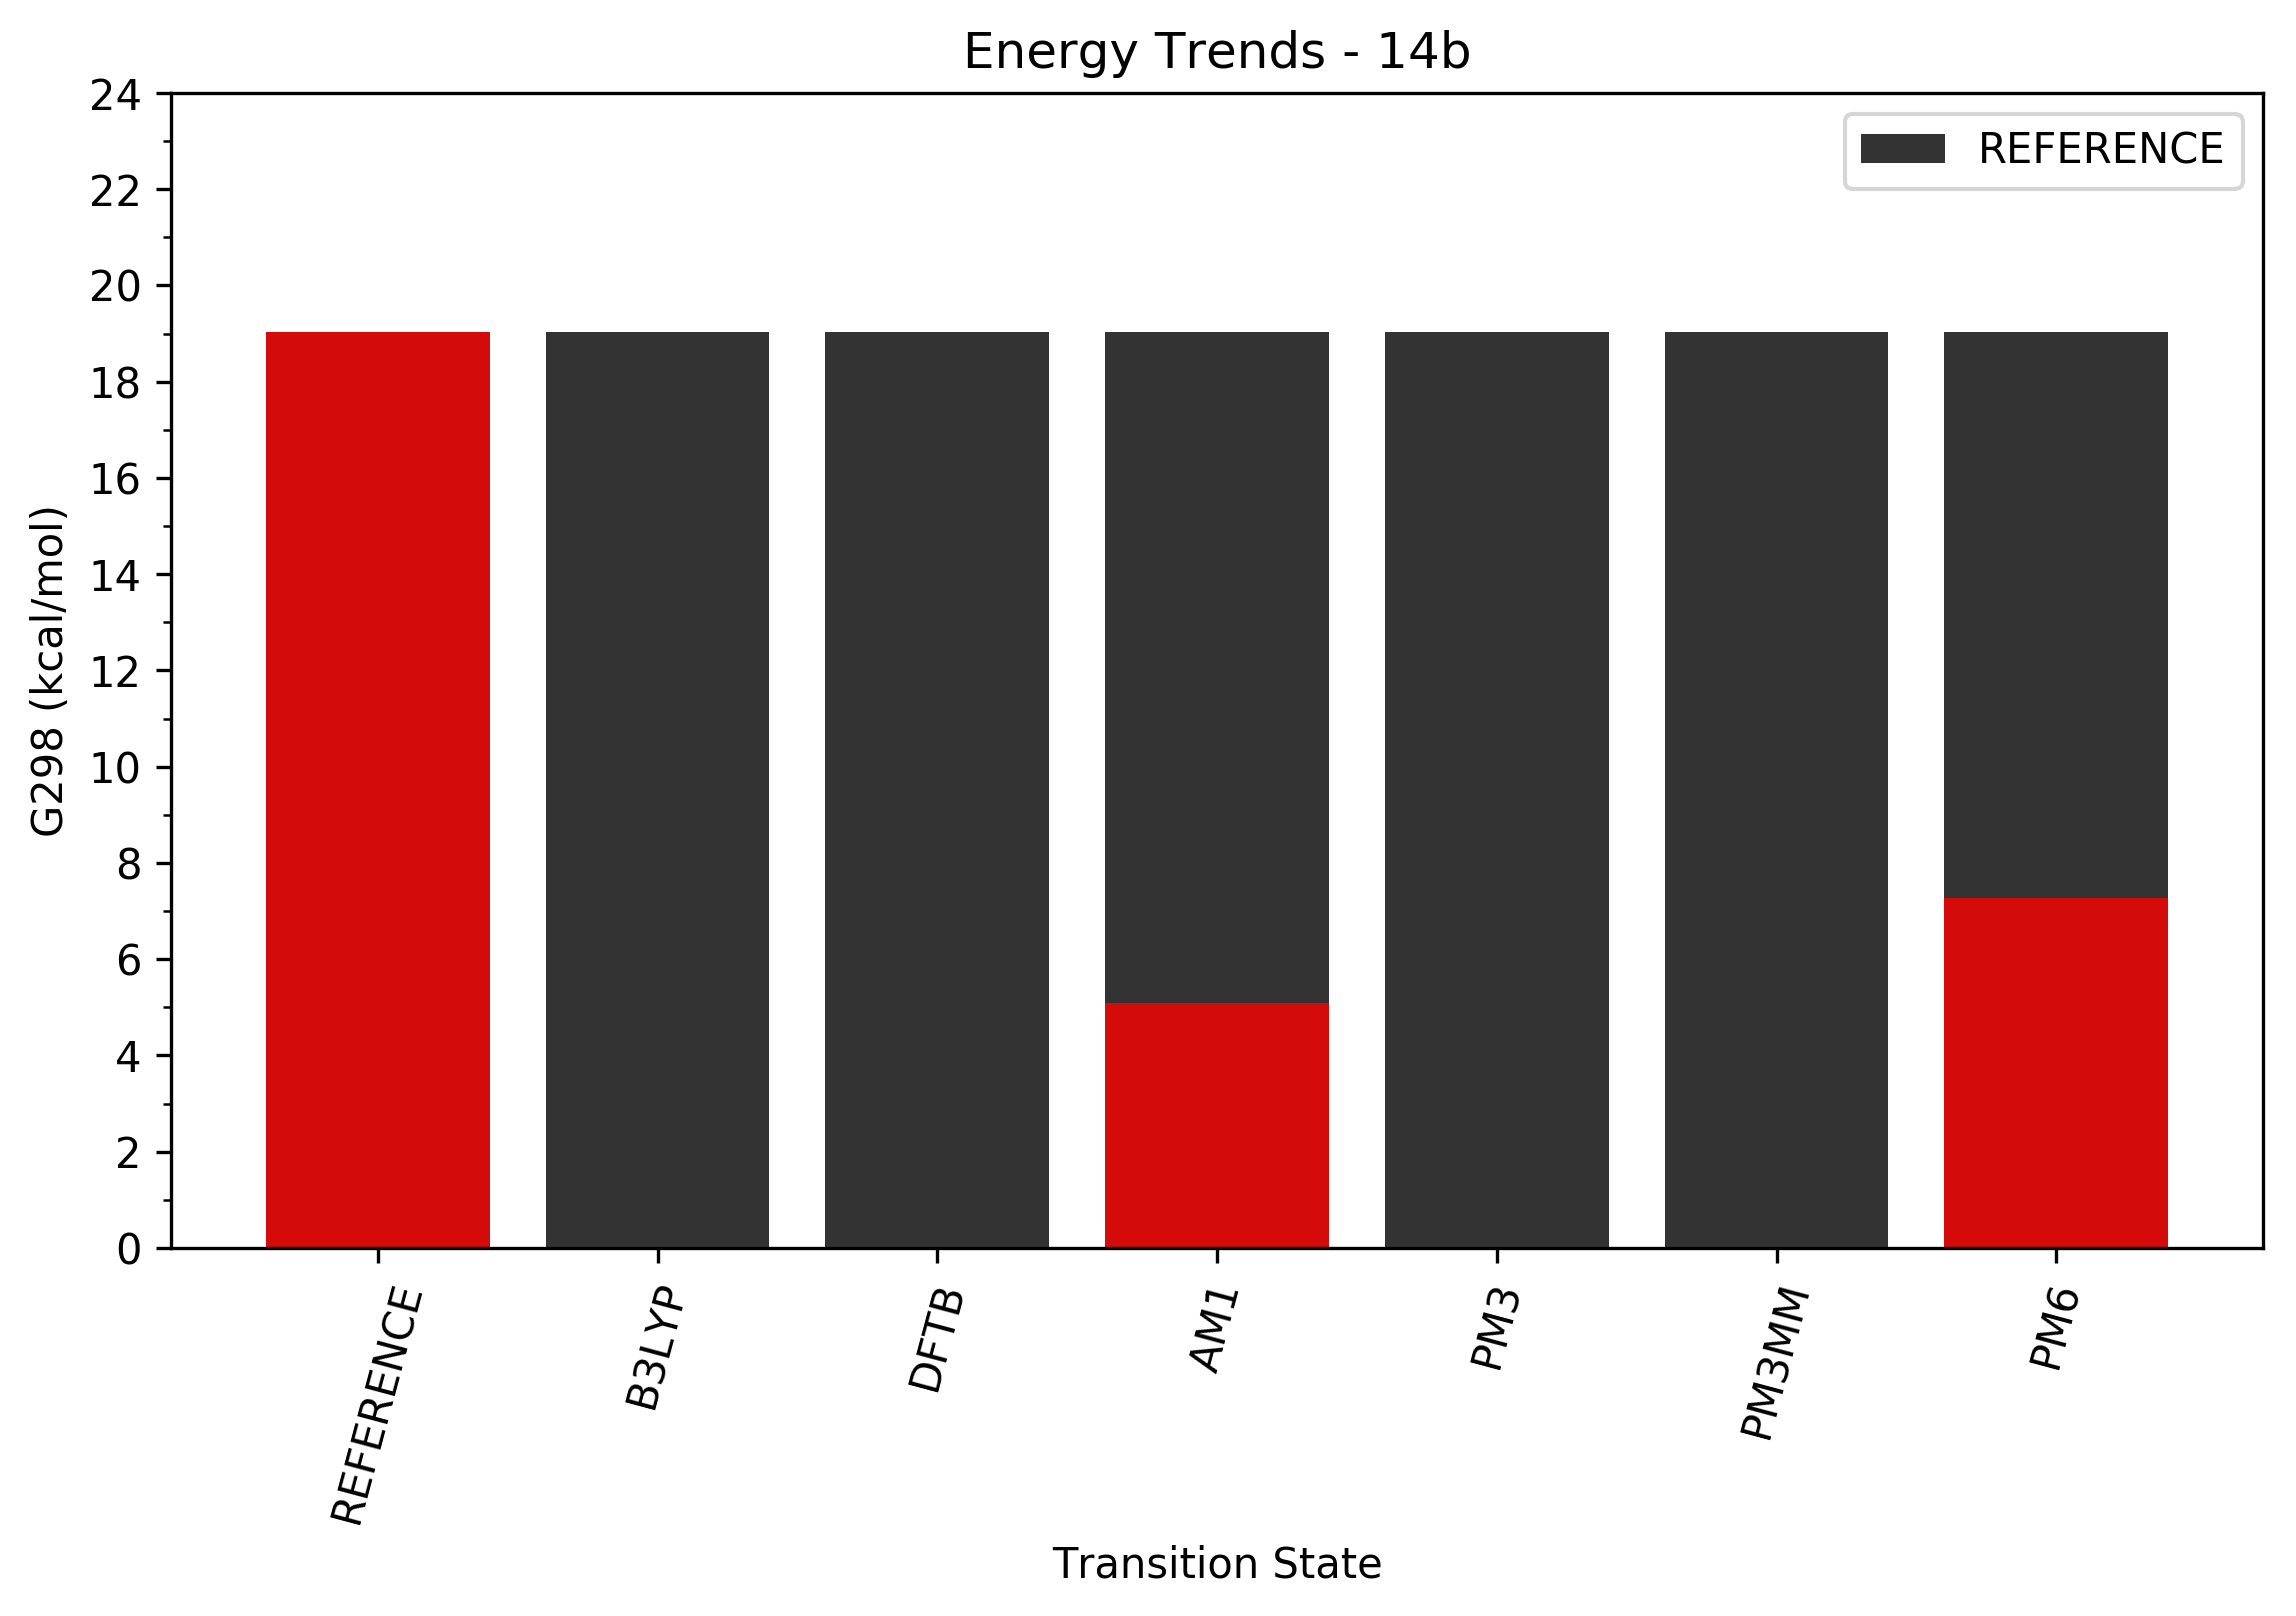 Energy Trends - 14b
REFERENCE
24
22
20
18
16
14
12
10
8
6
4
2
0
G298 (kcal/mol)
REFERENCE
B3LYP
DFTB
AM1
PM3
PM3MM
PM6
Transition State